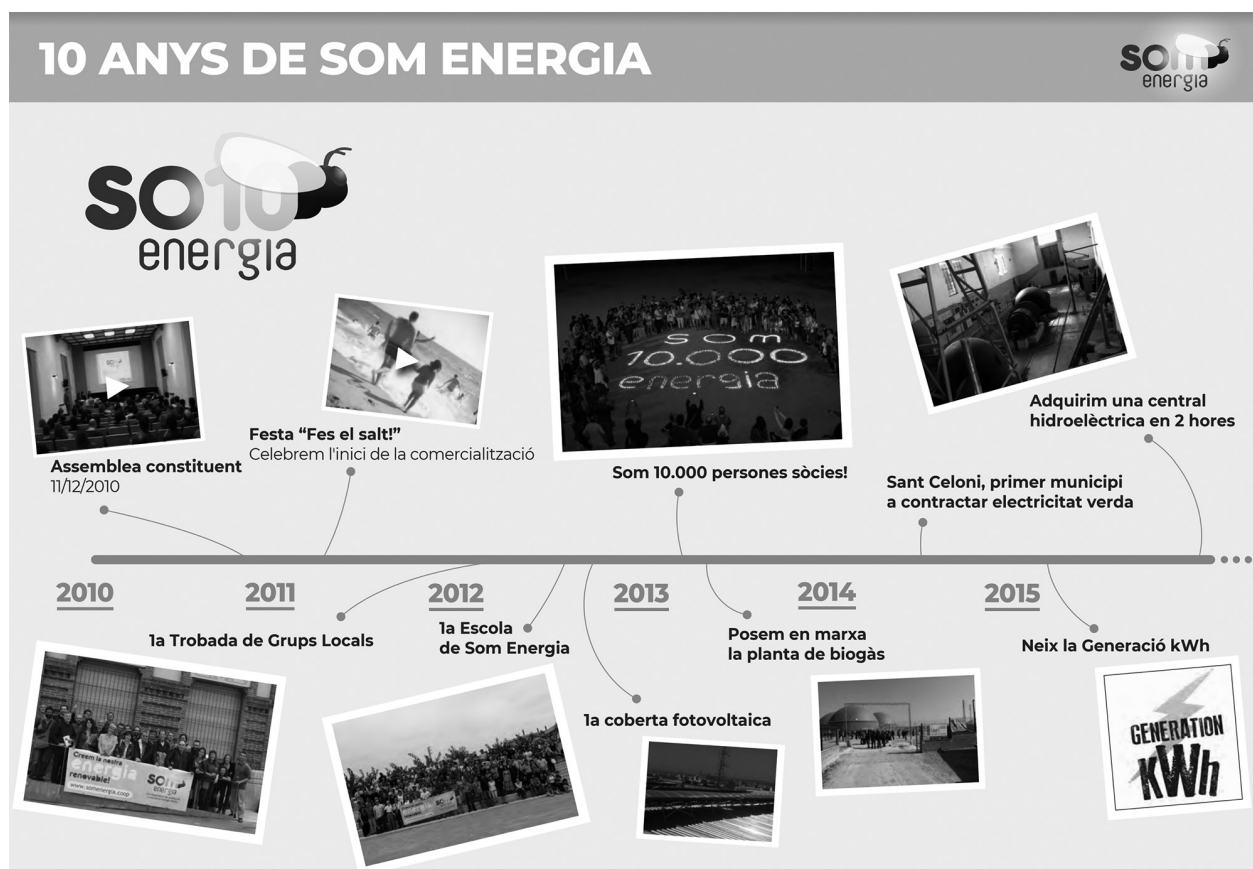 10 ANYS DE SOM ENERGIA
som
energia
SO10
energia
SOM
10.000
energia
Adquirim una central
hidroelèctrica en 2 hores
Festa “Fes el salt!”
Celebrem l'inici de la comercialització
Assemblea constituent
11/12/2010
Som 10.000 persones sòcies!
Sant Celoni, primer municipi
a contractar electricitat verda
2010
2011
2012
2013
2014
2015
1a Trobada de Grups Locals
1a Escola
de Som Energia
Posem en marxa
la planta de biogàs
Neix la Generació kWh
1a coberta fotovoltaica
Creem la nostra
energia
renovable!
www.somenergia.coop
som
energia
GENERATION
kWh